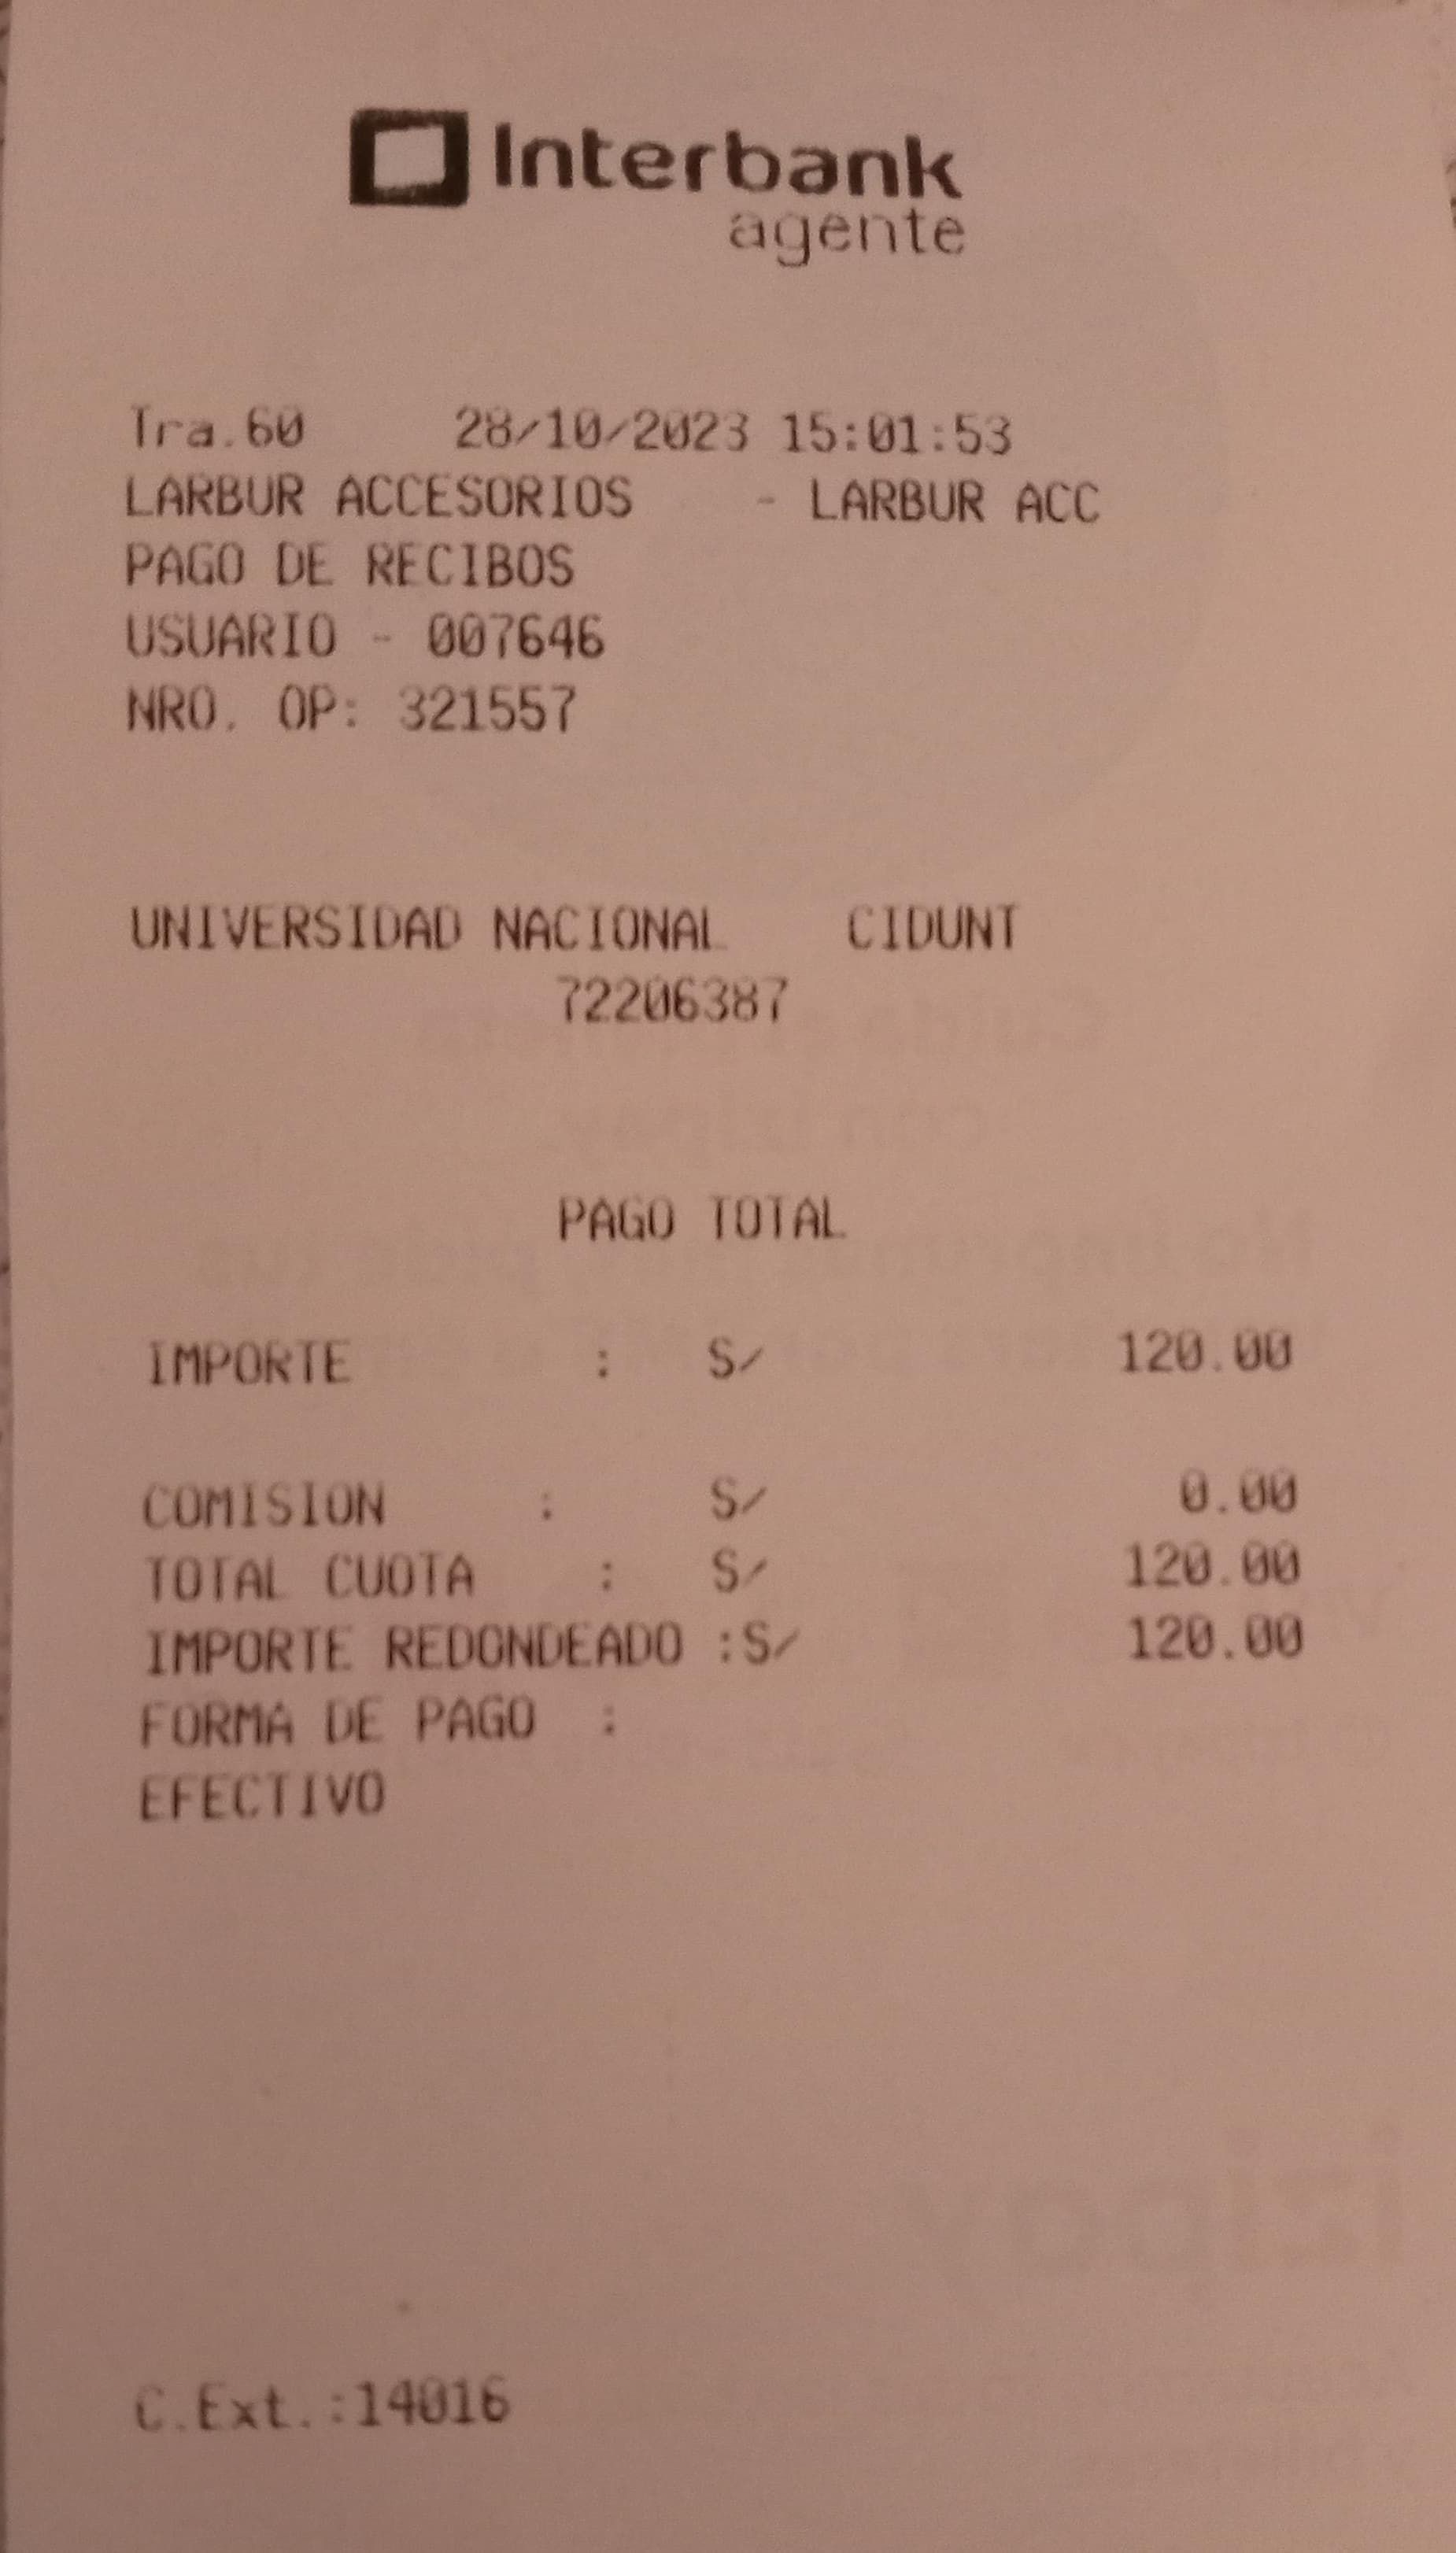 Interbank
agente
Tra.60 28/10/2023 15:01:53
LARBUR ACCESORIOS - LARBUR ACC
PAGO DE RECIBOS
USUARIO - 007646
NRO. OP: 321557
UNIVERSIDAD NACIONAL CIDUNT
72206387
PAGO TOTAL
IMPORTE : S/ 120.00
COMISION : S/ 0.00
TOTAL CUOTA : S/ 120.00
IMPORTE REDONDEADO :S/ 120.00
FORMA DE PAGO :
EFECTIVO
C.Ext.:14016